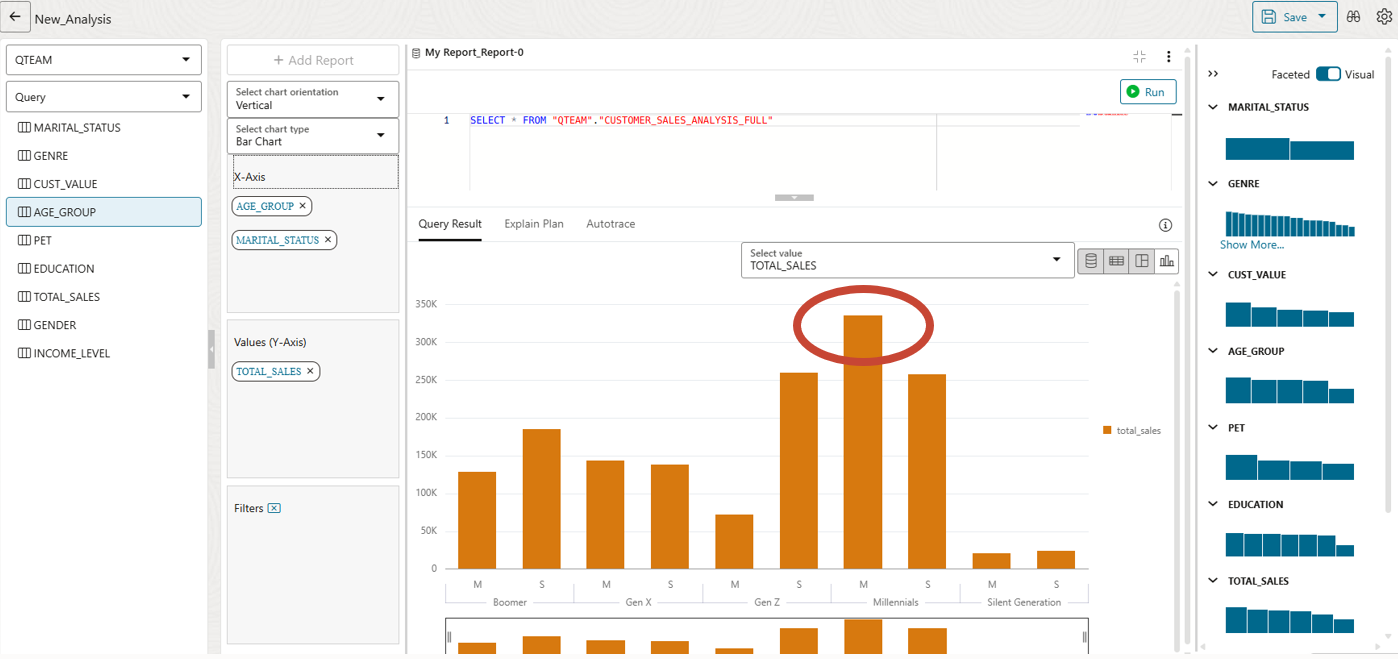 New_Analysis
Save
QTEAM
Query
MARITAL_STATUS
GENRE
CUST_VALUE
AGE_GROUP
PET
EDUCATION
TOTAL_SALES
GENDER
INCOME_LEVEL
+ Add Report
Select chart orientation
Vertical
Select chart type
Bar Chart
X-Axis
AGE_GROUP ×
MARITAL_STATUS ×
Values (Y-Axis)
TOTAL_SALES ×
Filters
My Report_Report-0
Run
1 SELECT * FROM "QTEAM"."CUSTOMER_SALES_ANALYSIS_FULL"
Query Result Explain Plan Autotrace
Select value
TOTAL_SALES
350K
300K
250K
200K
150K
100K
50K
0
M S M S M S M S M S
Boomer Gen X Gen Z Millennials Silent Generation
total_sales
Faceted Visual
MARITAL_STATUS
GENRE
Show More...
CUST_VALUE
AGE_GROUP
PET
EDUCATION
TOTAL_SALES